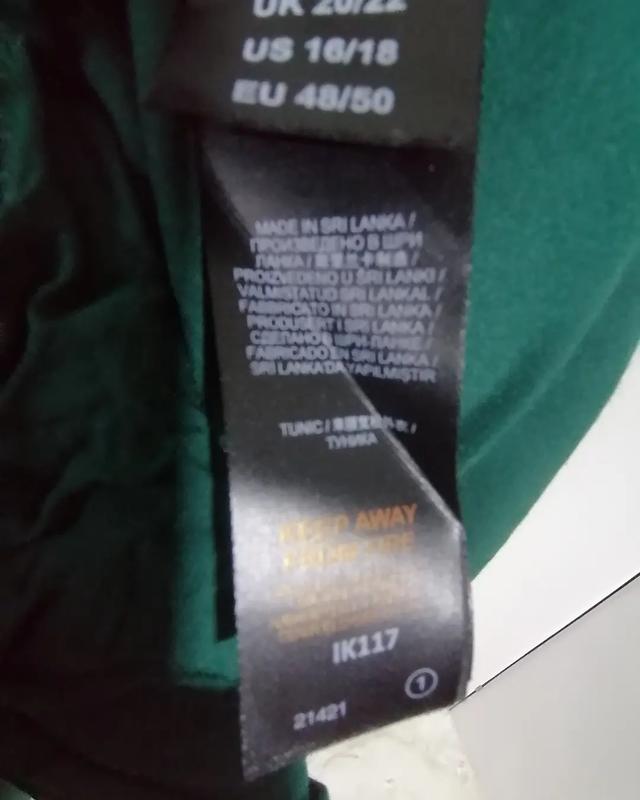 UK 20/22
US 16/18
EU 48/50
MADE IN SRI LANKA /
ПРОИЗВЕДЕНО В ШРИ
ЛАНКА /
PROIZVEDENO U ŠRI LANKI /
VALMISTATUD SRI LANKAL /
FABRICATO IN SRI LANKA /
PRODUSERT I SRI LANKA /
СДЕЛАНО В ШРИ-ЛАНКЕ /
FABRICADO EN SRI LANKA /
SRI LANKA'DA YAPILMIŞTIR
TUNIC /
ТУНИКА
KEEP AWAY
FROM FIRE
IK117
1
21421